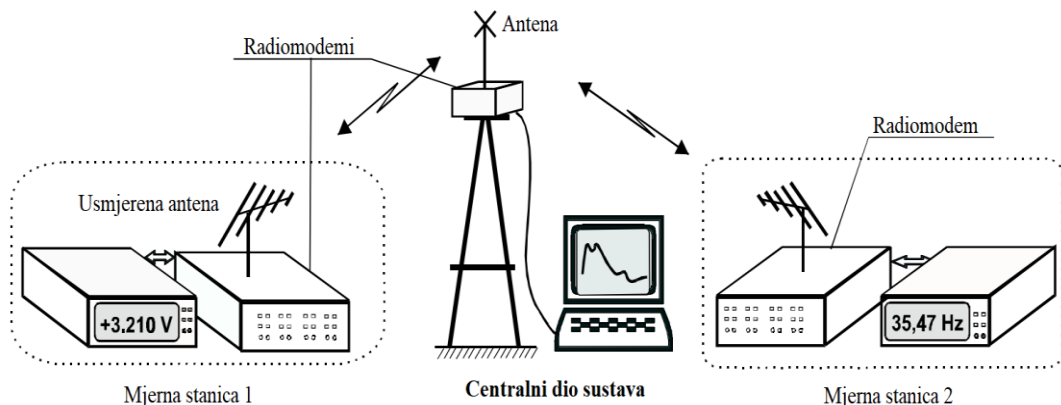 Antena
Radiomodemi
Radiomodem
Usmjerena antena
+3.210 V
35,47 Hz
Mjerna stanica 1
Centralni dio sustava
Mjerna stanica 2